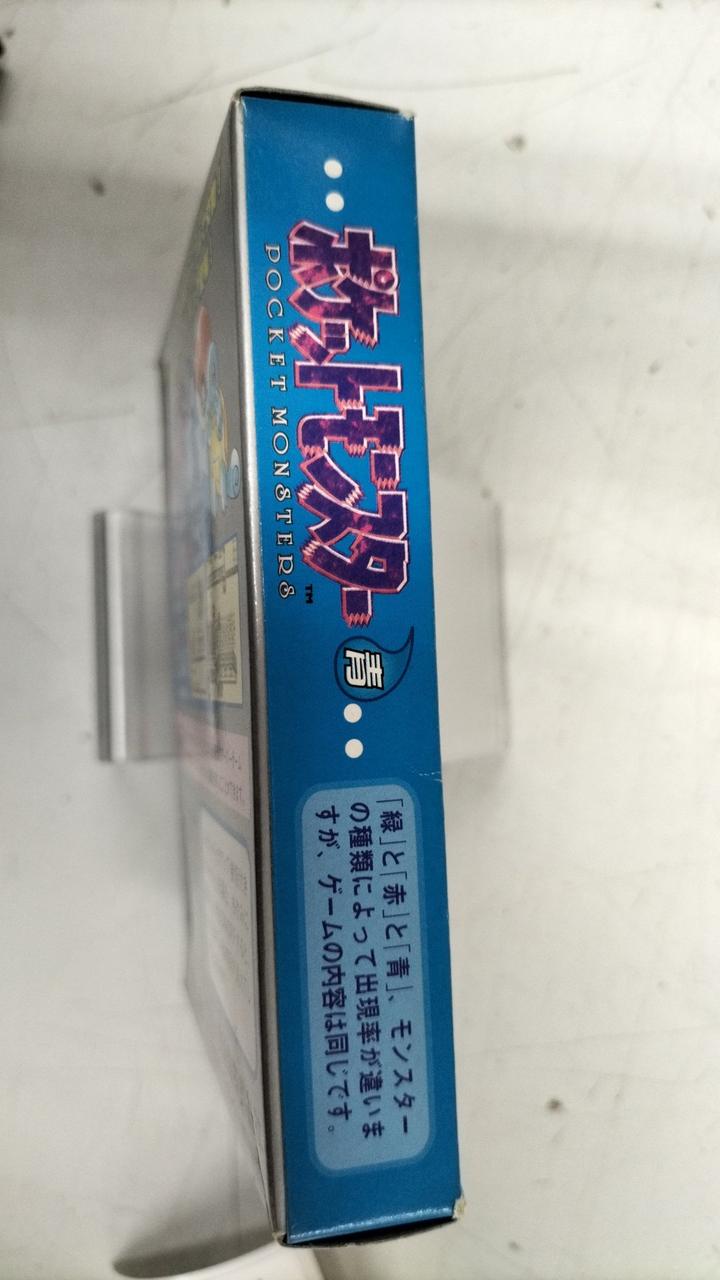 ポケットモンスター
POCKET MONSTERS
TM
青
「緑」と「赤」と「青」、モンスター
の種類によって出現率が違いま
すが、ゲームの内容は同じです。